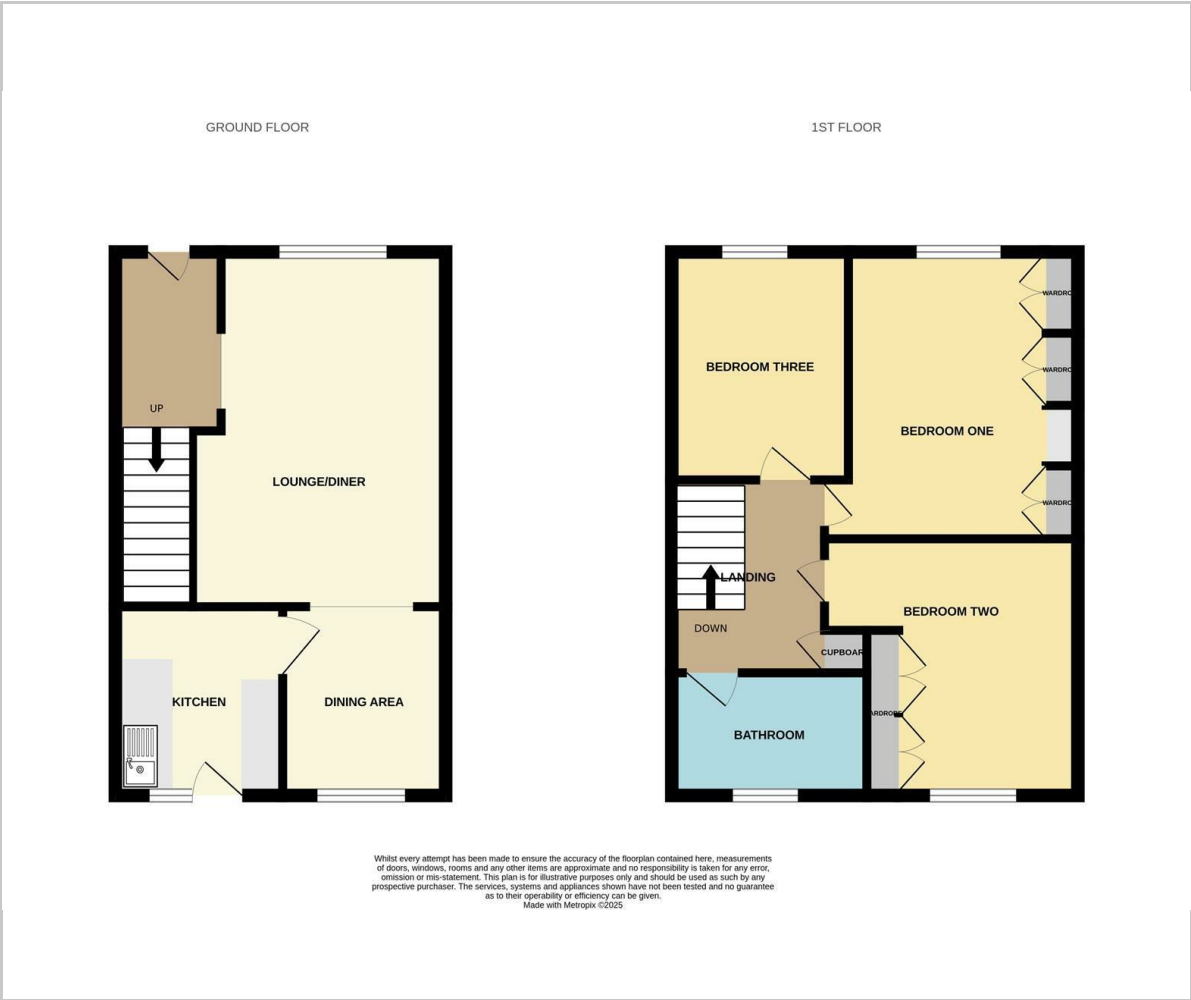 GROUND FLOOR
1ST FLOOR
UP
LOUNGE/DINER
KITCHEN
DINING AREA
BEDROOM THREE
WARDRO
WARDRO
BEDROOM ONE
WARDRO
LANDING
DOWN
BEDROOM TWO
CUPBOAR
ARDROBE
BATHROOM
Whilst every attempt has been made to ensure the accuracy of the floorplan contained here, measurements
of doors, windows, rooms and any other items are approximate and no responsibility is taken for any error,
omission or mis-statement. This plan is for illustrative purposes only and should be used as such by any
prospective purchaser. The services, systems and appliances shown have not been tested and no guarantee
as to their operability or efficiency can be given.
Made with Metropix ©2025